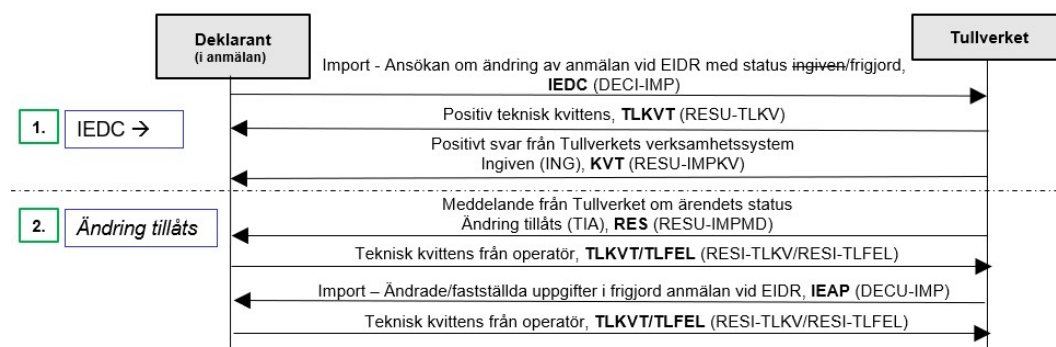 Deklarant
(i anmälan)
Tullverket
Import - Ansökan om ändring av anmälan vid EIDR med status ingiven/frigjord,
IEDC (DECI-IMP)
1.
IEDC →
Positiv teknisk kvittens, TLKVT (RESU-TLKV)
Positivt svar från Tullverkets verksamhetssystem
Ingiven (ING), KVT (RESU-IMPKV)
2.
Ändring tillåts
Meddelande från Tullverket om ärendets status
Ändring tillåts (TIA), RES (RESU-IMPMD)
Teknisk kvittens från operatör, TLKVT/TLFEL (RESI-TLKV/RESI-TLFEL)
Import – Ändrade/fastställda uppgifter i frigjord anmälan vid EIDR, IEAP (DECU-IMP)
Teknisk kvittens från operatör, TLKVT/TLFEL (RESI-TLKV/RESI-TLFEL)